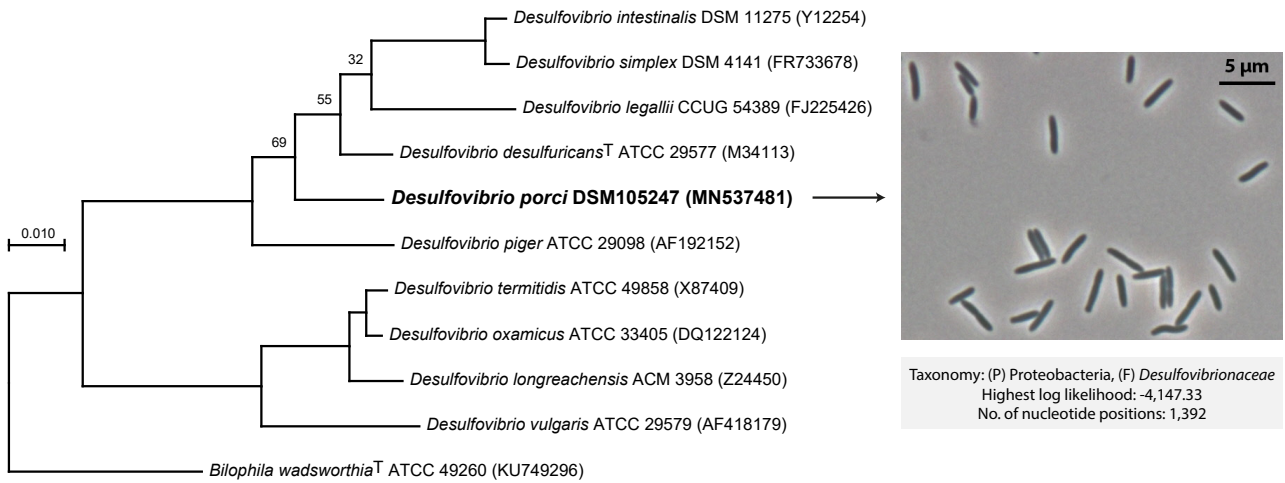 Desulfovibrio intestinalis DSM 11275 (Y12254)
32
Desulfovibrio simplex DSM 4141 (FR733678)
55
Desulfovibrio legallii CCUG 54389 (FJ225426)
69
Desulfovibrio desulfuricansT ATCC 29577 (M34113)
Desulfovibrio porci DSM105247 (MN537481)
0.010
Desulfovibrio piger ATCC 29098 (AF192152)
Desulfovibrio termitidis ATCC 49858 (X87409)
Desulfovibrio oxamicus ATCC 33405 (DQ122124)
Desulfovibrio longreachensis ACM 3958 (Z24450)
Desulfovibrio vulgaris ATCC 29579 (AF418179)
Bilophila wadsworthiaT ATCC 49260 (KU749296)
5 µm
Taxonomy: (P) Proteobacteria, (F) Desulfovibrionaceae
Highest log likelihood: -4,147.33
No. of nucleotide positions: 1,392